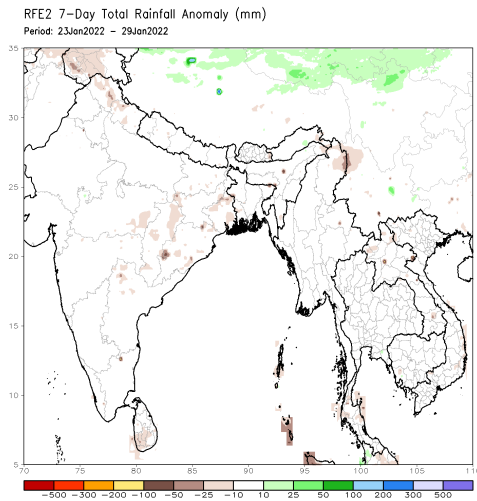 RFE2 7-Day Total Rainfall Anomaly (mm)
Period: 23Jan2022 - 29Jan2022
35
30
25
20
15
10
5
70 75 80 85 90 95 100 105 110
-500 -300 -200 -100 -50 -25 -10 10 25 50 100 200 300 500